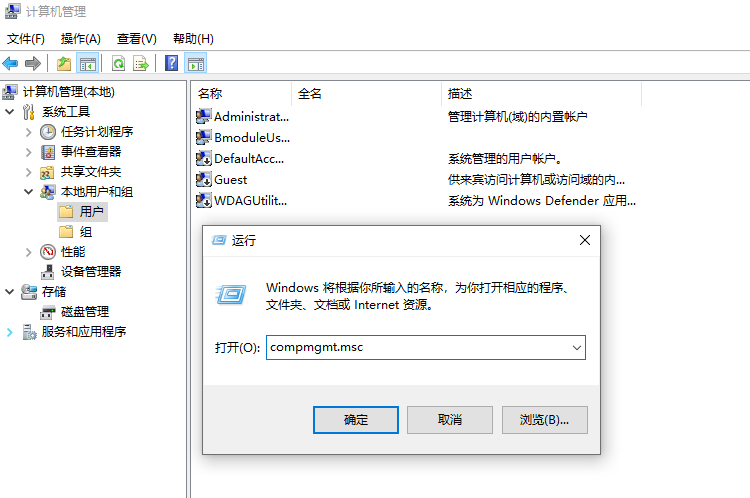 计算机管理
文件(F) 操作(A) 查看(V) 帮助(H)
计算机管理(本地)
系统工具
任务计划程序
事件查看器
共享文件夹
本地用户和组
用户
组
性能
设备管理器
存储
磁盘管理
服务和应用程序
名称 全名 描述
Administrat... 管理计算机(域)的内置帐户
BmoduleUs...
DefaultAcc... 系统管理的用户帐户。
Guest 供来宾访问计算机或访问域的内...
WDAGUtilit... 系统为 Windows Defender 应用...
运行
Windows 将根据你所输入的名称，为你打开相应的程序、
文件夹、文档或 Internet 资源。
打开(O): compmgmt.msc
确定 取消 浏览(B)...